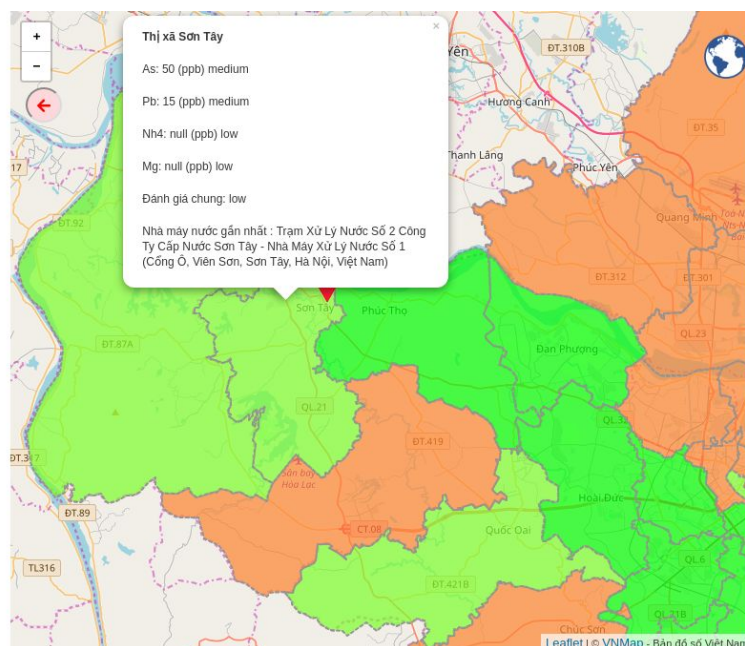 +
−
Thị xã Sơn Tây
×
As: 50 (ppb) medium
Pb: 15 (ppb) medium
Nh4: null (ppb) low
Mg: null (ppb) low
Đánh giá chung: low
Nhà máy nước gần nhất : Trạm Xử Lý Nước Số 2 Công
Ty Cấp Nước Sơn Tây - Nhà Máy Xử Lý Nước Số 1
(Cổng Ô, Viên Sơn, Sơn Tây, Hà Nội, Việt Nam)
Yên
ĐT.310B
Hương Canh
ĐT.35
17
Thanh Lãng
Phúc Yên
ĐT.92
Quang Minh
ĐT.312
ĐT.301
Sơn Tây
Phúc Thọ
QL.23
ĐT.87A
Đan Phượng
QL.21
QL.32
ĐT.419
ĐT.317
Sân bay
Hòa Lạc
Hoài Đức
ĐT.89
CT.08
Quốc Oai
TL316
QL.6
ĐT.421B
QL.21B
Chúc Sơn
Leaflet | © VNMap - Bản đồ số Việt Nam